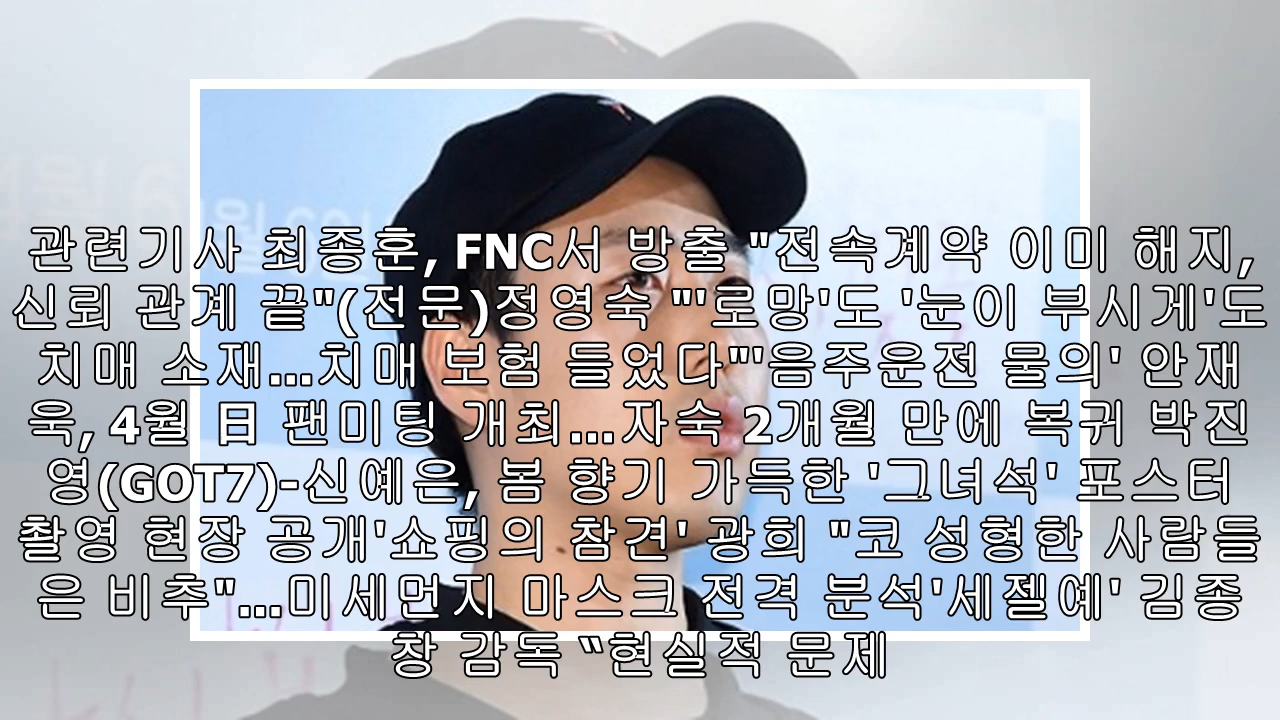 관련기사 최종훈, FNC서 방출 "전속계약 이미 해지,
신뢰 관계 끝"(전문)정영숙 "'로망'도 '눈이 부시게'도
치매 소재…치매 보험 들었다"'음주운전 물의' 안재
욱, 4월 日 팬미팅 개최…자숙 2개월 만에 복귀 박진
영(GOT7)-신예은, 봄 향기 가득한 '그녀석' 포스터
촬영 현장 공개'쇼핑의 참견' 광희 "코 성형한 사람들
은 비추"…미세먼지 마스크 전격 분석'세젤예' 김종
창 감독 “현실적 문제